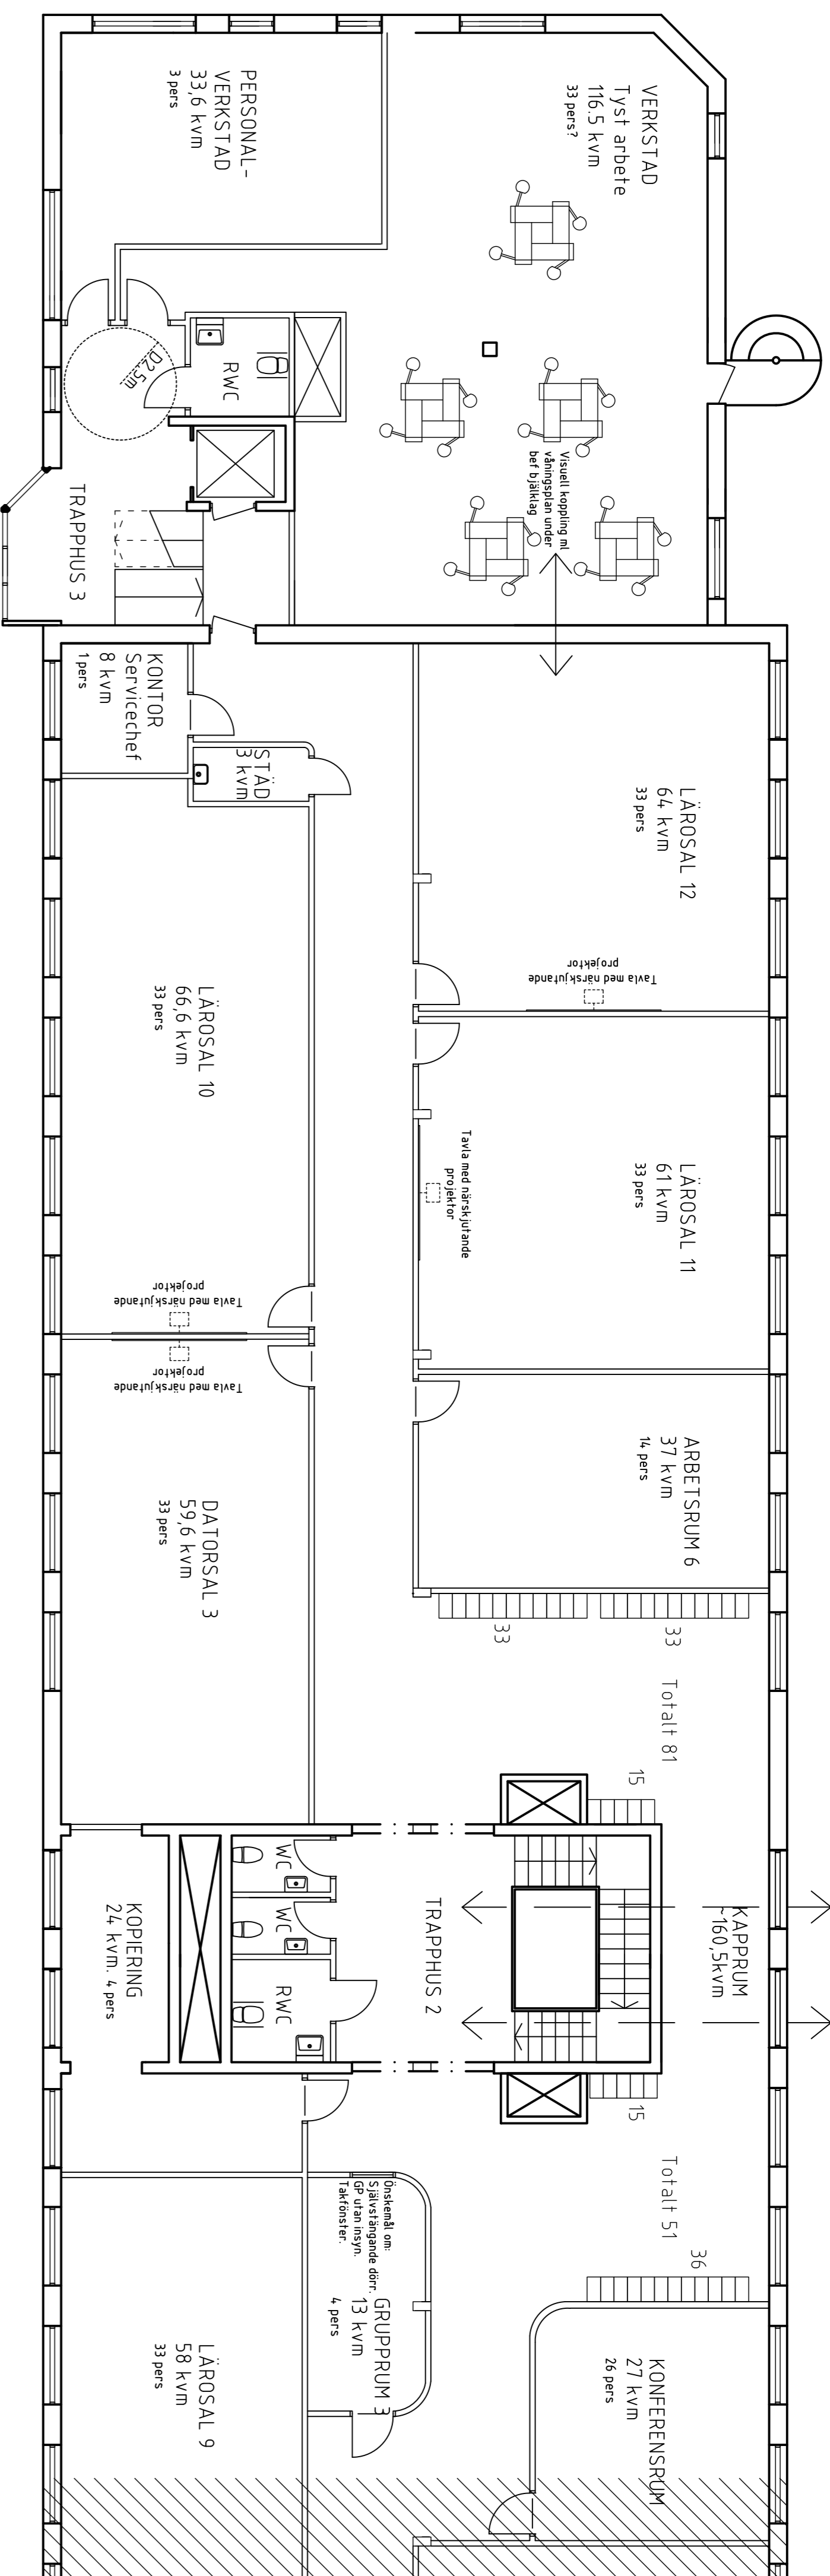 VERKSTAD
Tyst arbete
116.5 kvm
33 pers?
PERSONAL-
VERKSTAD
33,6 kvm
3 pers
RWC
D2.5m
TRAPPHUS 3
Visuell koppling ml
våningsplan under
bef bjälklag
KONTOR
Servicechef
8 kvm
1 pers
STÄD
3 kvm
LÄROSAL 12
64 kvm
33 pers
Tavla med närskjutande
projektor
LÄROSAL 10
66,6 kvm
33 pers
LÄROSAL 11
61 kvm
33 pers
Tavla med närskjutande
projektor
Tavla med närskjutande
projektor
Tavla med närskjutande
projektor
ARBETSRUM 6
37 kvm
14 pers
DATORSAL 3
59,6 kvm
33 pers
33
33
Totalt 81
15
WC
WC
RWC
KOPIERING
24 kvm. 4 pers
TRAPPHUS 2
KAPPRUM
~160,5kvm
15
Totalt 51
36
Önskemål om:
Självstängande dörr.
GP utan insyn.
Takfönster.
GRUPPRUM 3
13 kvm
4 pers
KONFERENSRUM
27 kvm
26 pers
LÄROSAL 9
58 kvm
33 pers